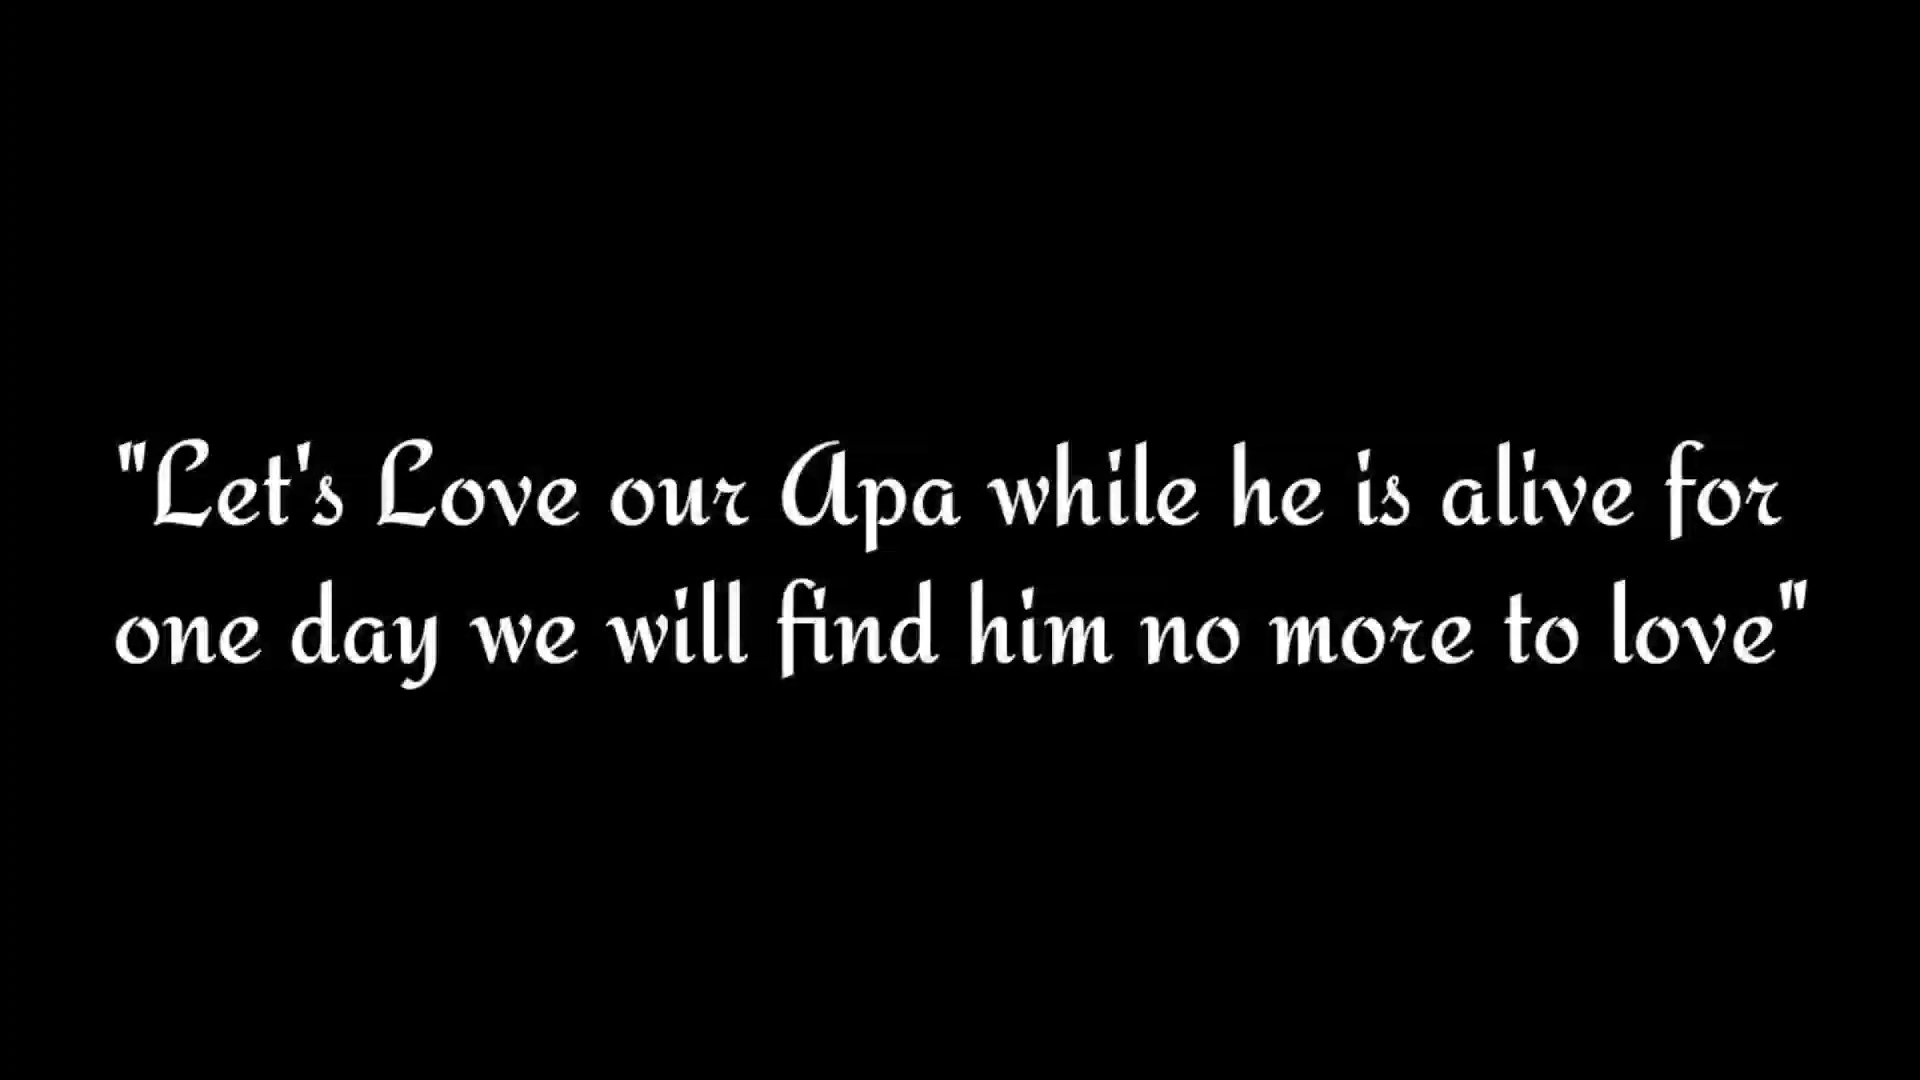 "Let's Love our Apa while he is alive for
one day we will find him no more to love"